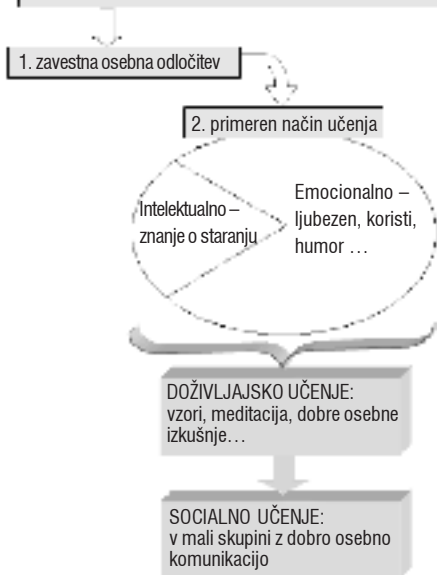 1. zavestna osebna odločitev
2. primeren način učenja
Intelektualno –
znanje o staranju
Emocionalno –
ljubezen, koristi,
humor …
DOŽIVLJAJSKO UČENJE:
vzori, meditacija, dobre osebne
izkušnje…
SOCIALNO UČENJE:
v mali skupini z dobro osebno
komunikacijo